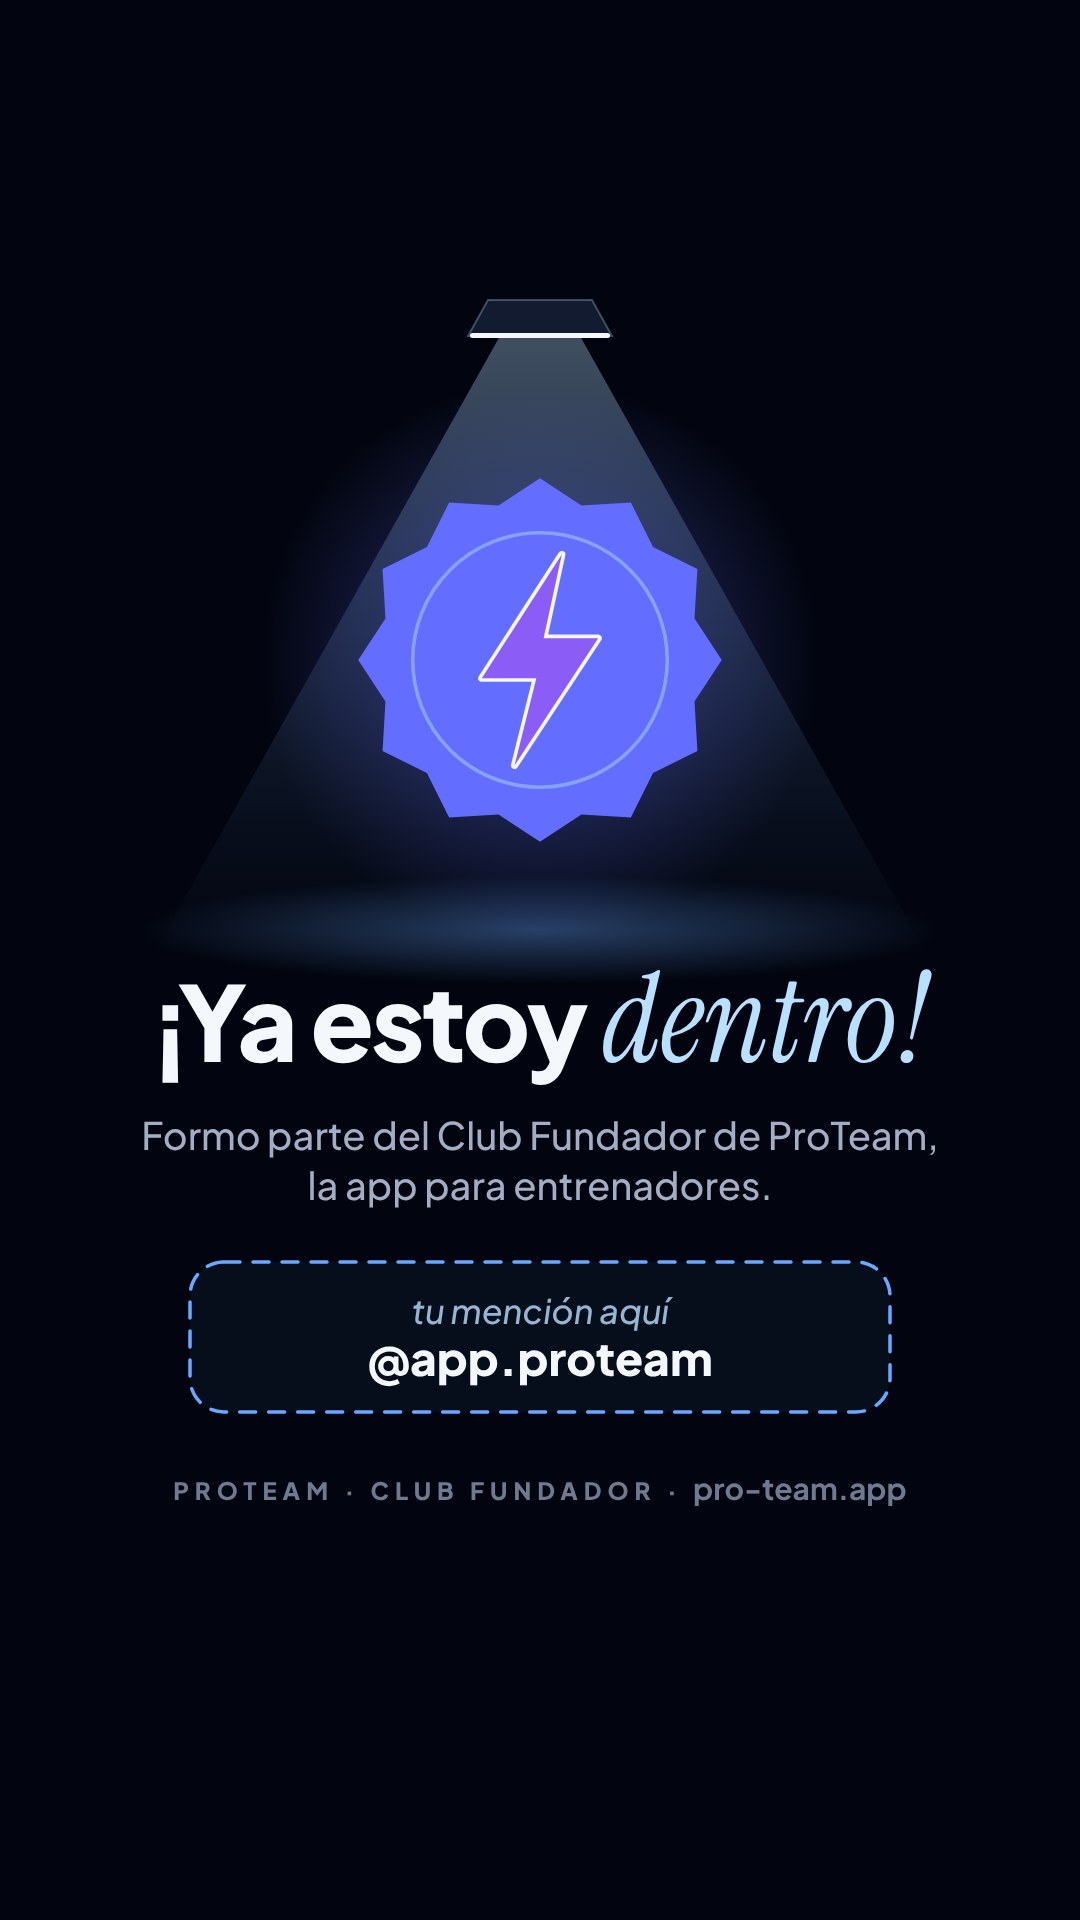 ¡Ya estoy dentro!
Formo parte del Club Fundador de ProTeam,
la app para entrenadores.
tu mención aquí
@app.proteam
PROTEAM · CLUB FUNDADOR · pro-team.app